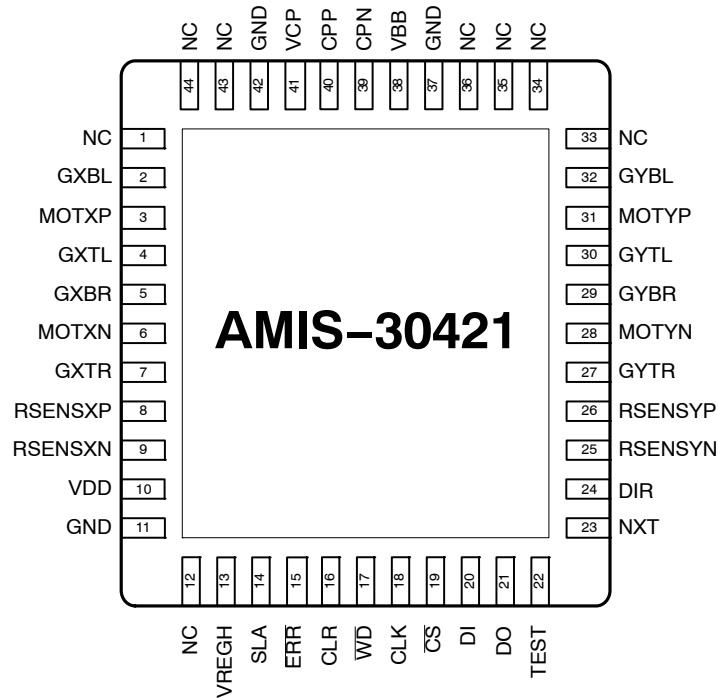 NC
NC
GND
VCP
CPP
CPN
VBB
GND
NC
NC
NC
44
43
42
41
40
39
38
37
36
35
34
NC 1
GXBL 2
MOTXP 3
GXTL 4
GXBR 5
MOTXN 6
GXTR 7
RSENSXP 8
RSENSXN 9
VDD 10
GND 11
AMIS–30421
33 NC
32 GYBL
31 MOTYP
30 GYTL
29 GYBR
28 MOTYN
27 GYTR
26 RSENSYP
25 RSENSYN
24 DIR
23 NXT
12
13
14
15
16
17
18
19
20
21
22
NC
VREGH
SLA
ERR
CLR
WD
CLK
CS
DI
DO
TEST